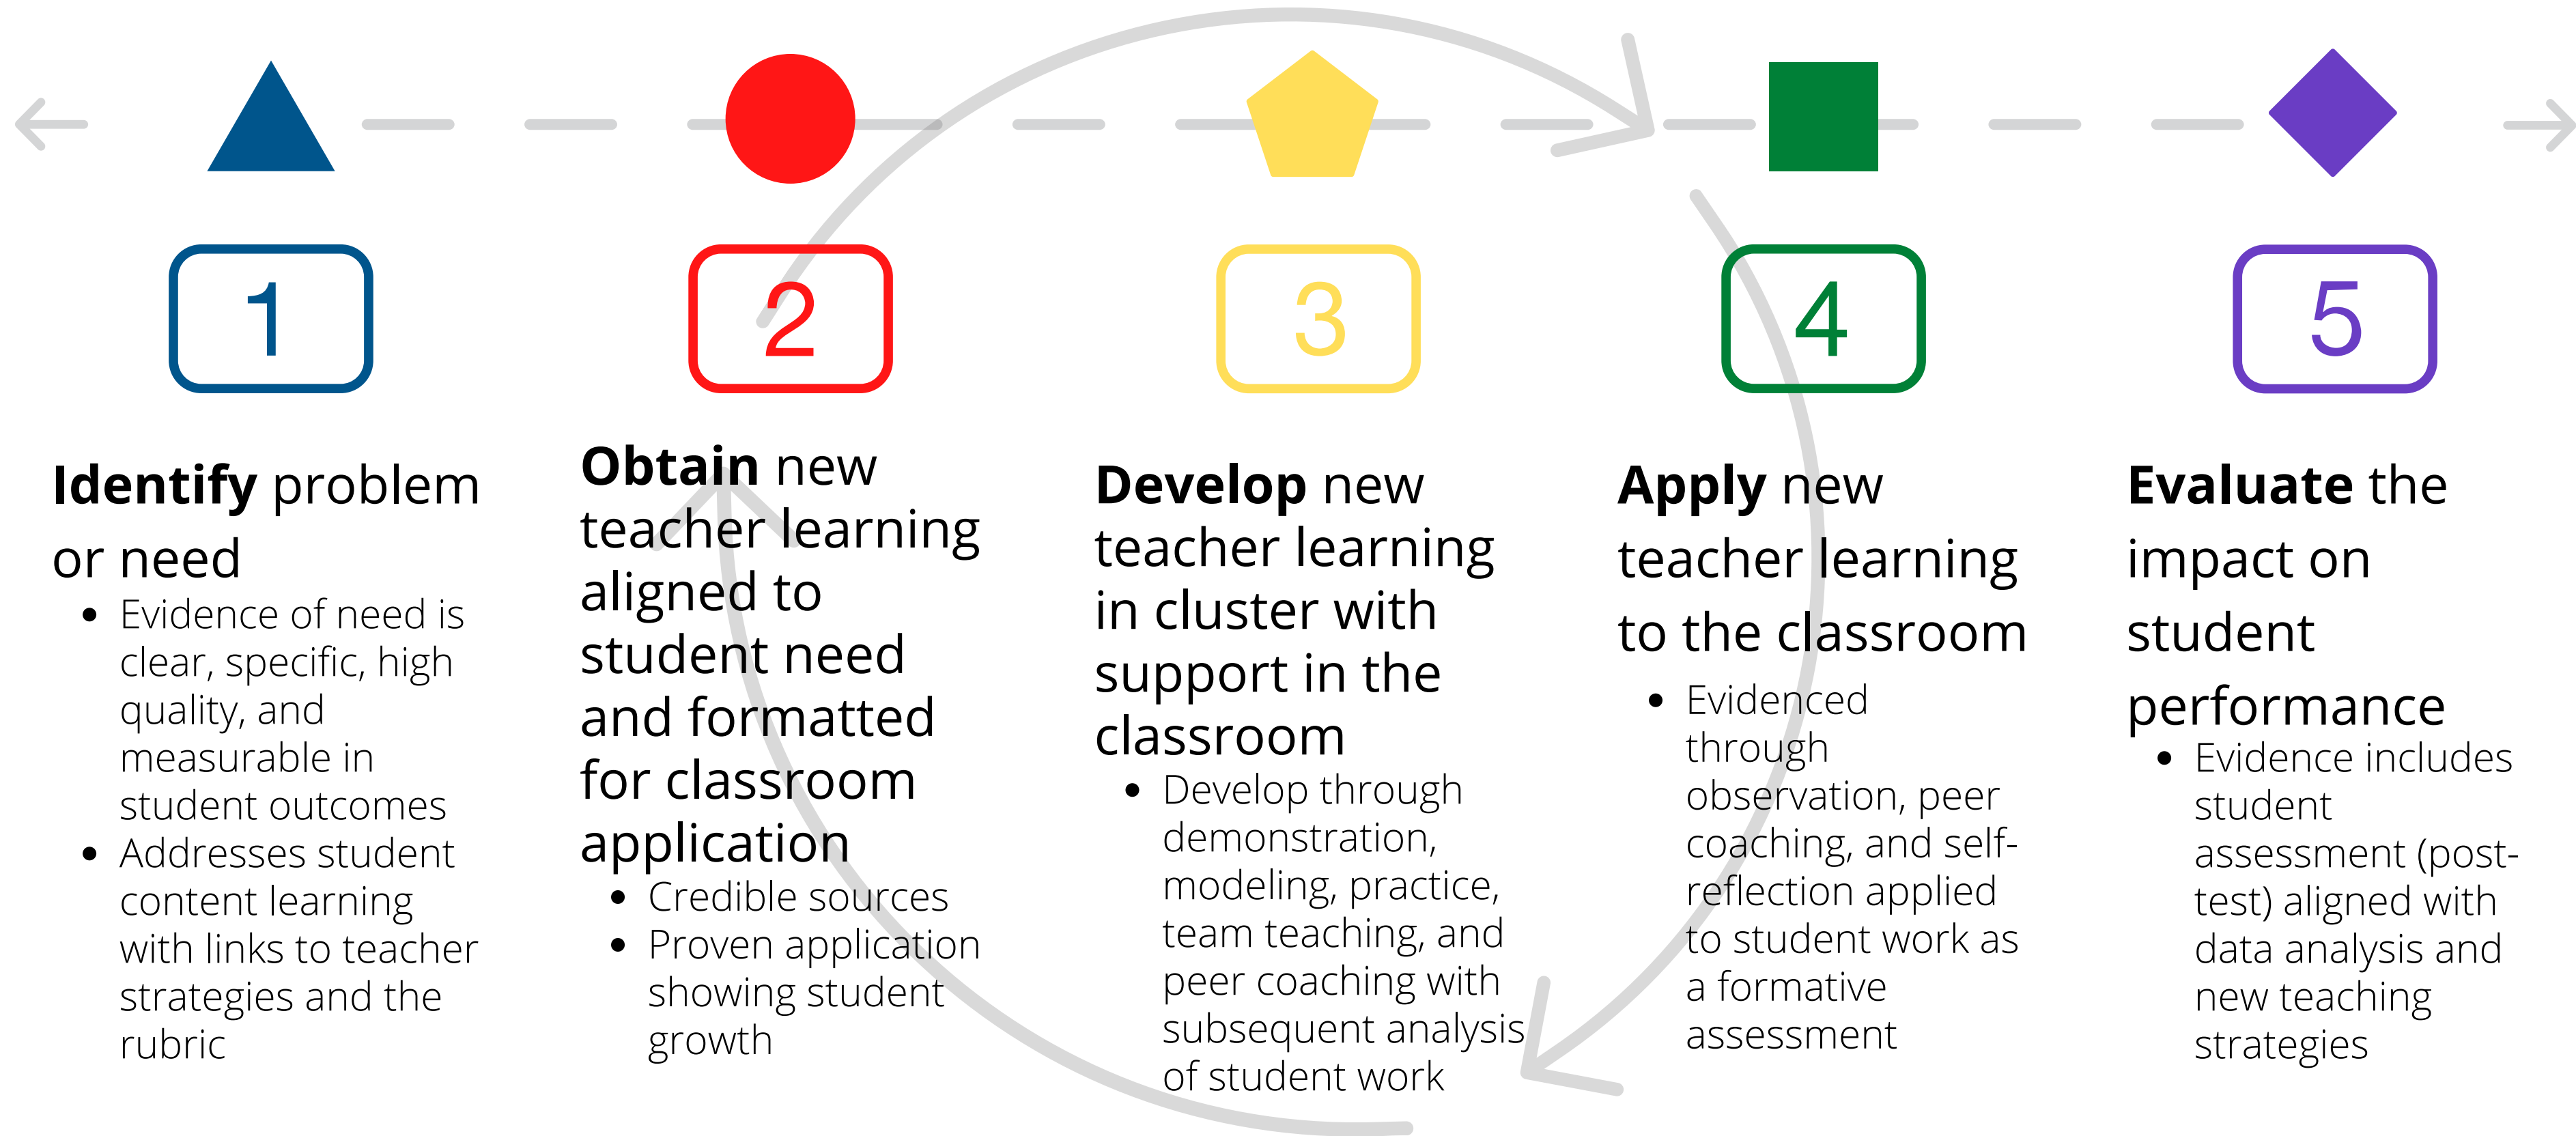 1
Identify problem
or need
• Evidence of need is
clear, specific, high
quality, and
measurable in
student outcomes
• Addresses student
content learning
with links to teacher
strategies and the
rubric
2
Obtain new
teacher learning
aligned to
student need
and formatted
for classroom
application
• Credible sources
• Proven application
showing student
growth
3
Develop new
teacher learning
in cluster with
support in the
classroom
• Develop through
demonstration,
modeling, practice,
team teaching, and
peer coaching with
subsequent analysis
of student work
4
Apply new
teacher learning
to the classroom
• Evidenced
through
observation, peer
coaching, and self-
reflection applied
to student work as
a formative
assessment
5
Evaluate the
impact on
student
performance
• Evidence includes
student
assessment (post-
test) aligned with
data analysis and
new teaching
strategies